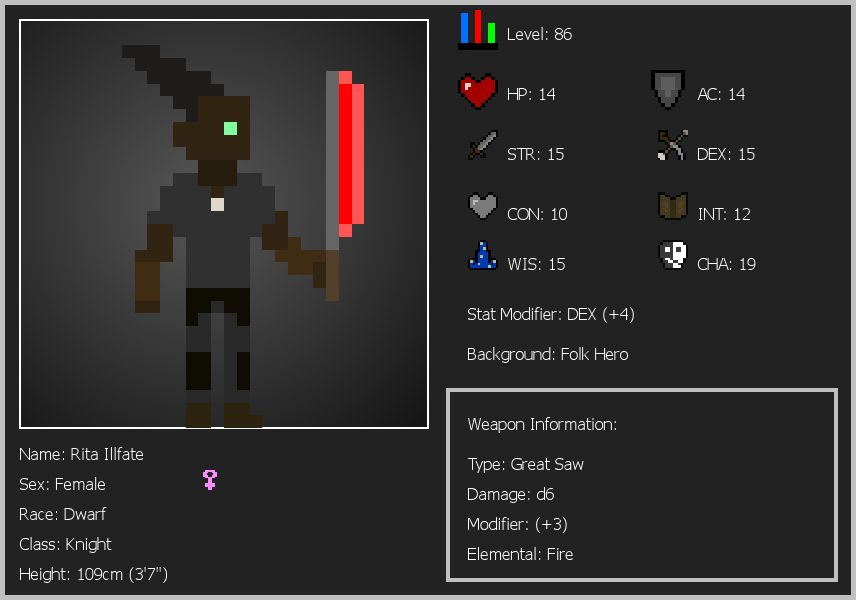 Level: 86
HP: 14
AC: 14
STR: 15
DEX: 15
CON: 10
INT: 12
WIS: 15
CHA: 19
Stat Modifier: DEX (+4)
Background: Folk Hero
Weapon Information:
Type: Great Saw
Damage: d6
Modifier: (+3)
Elemental: Fire
Name: Rita Illfate
Sex: Female
Race: Dwarf
Class: Knight
Height: 109cm (3'7")